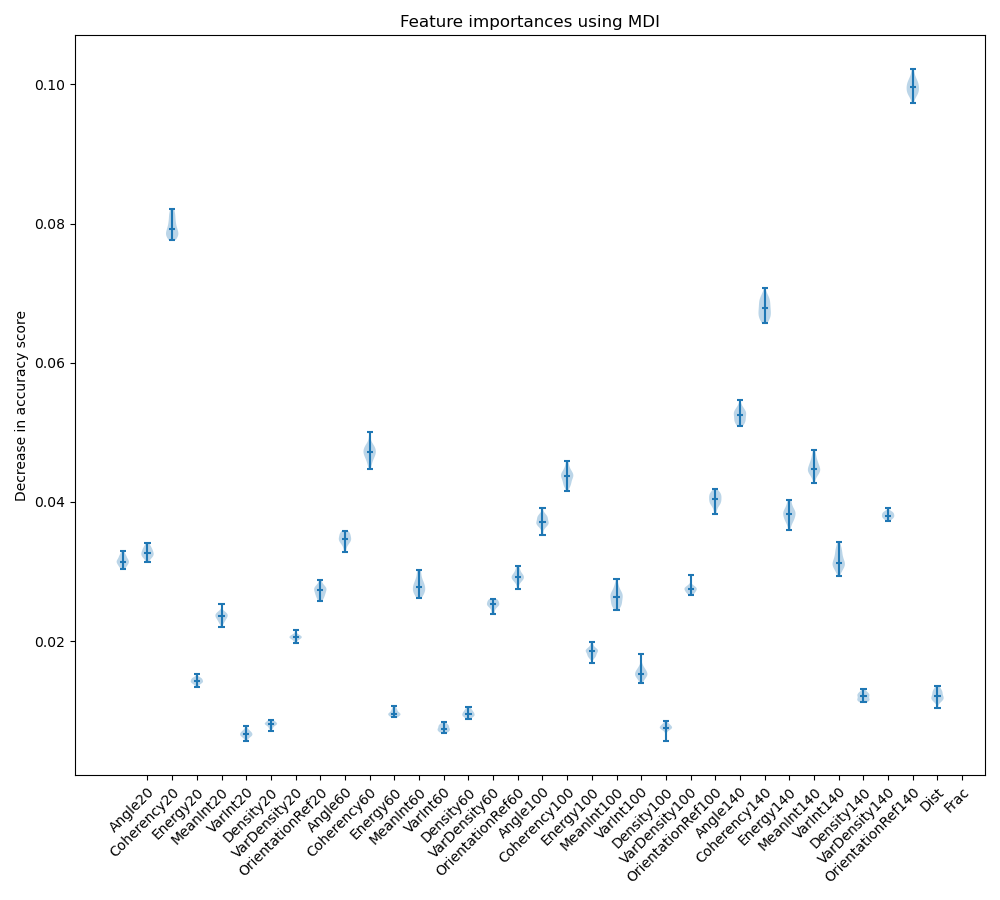 Feature importances using MDI
Decrease in accuracy score
0.10
0.08
0.06
0.04
0.02
Angle20
Coherency20
Energy20
MeanInt20
VarInt20
Density20
VarDensity20
OrientationRef20
Angle60
Coherency60
Energy60
MeanInt60
VarInt60
Density60
VarDensity60
OrientationRef60
Angle100
Coherency100
Energy100
MeanInt100
VarInt100
Density100
VarDensity100
OrientationRef100
Angle140
Coherency140
Energy140
MeanInt140
VarInt140
Density140
VarDensity140
OrientationRef140
Dist
Frac